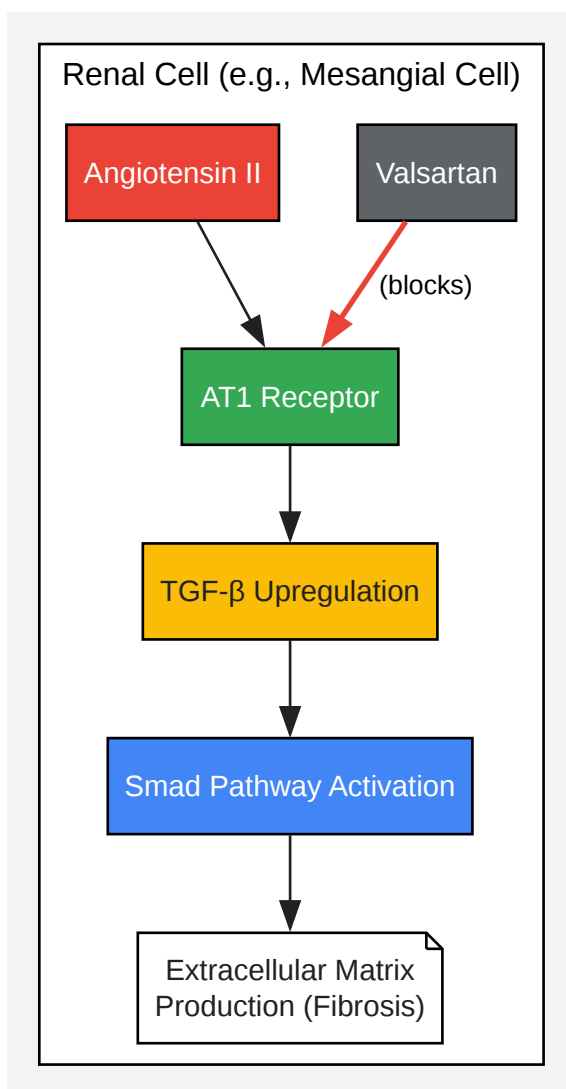 Renal Cell (e.g., Mesangial Cell)
Angiotensin II
Valsartan
(blocks)
AT1 Receptor
TGF-β Upregulation
Smad Pathway Activation
Extracellular Matrix
Production (Fibrosis)